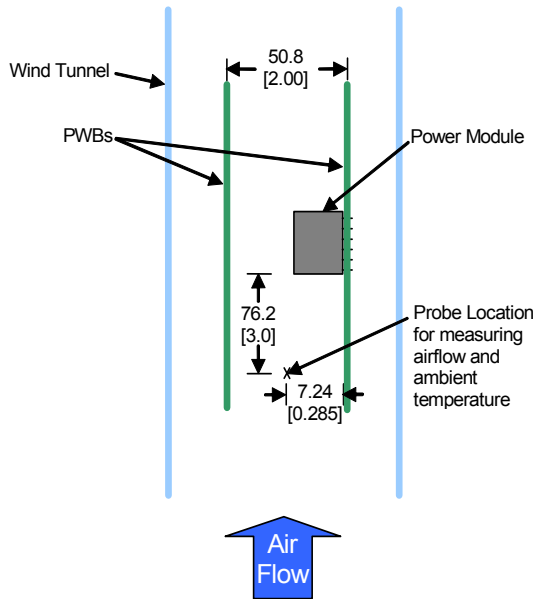 50.8
[2.00]
Wind Tunnel
PWBs
Power Module
76.2
[3.0]
Probe Location
for measuring
airflow and
ambient
temperature
x
7.24
[0.285]
Air
Flow